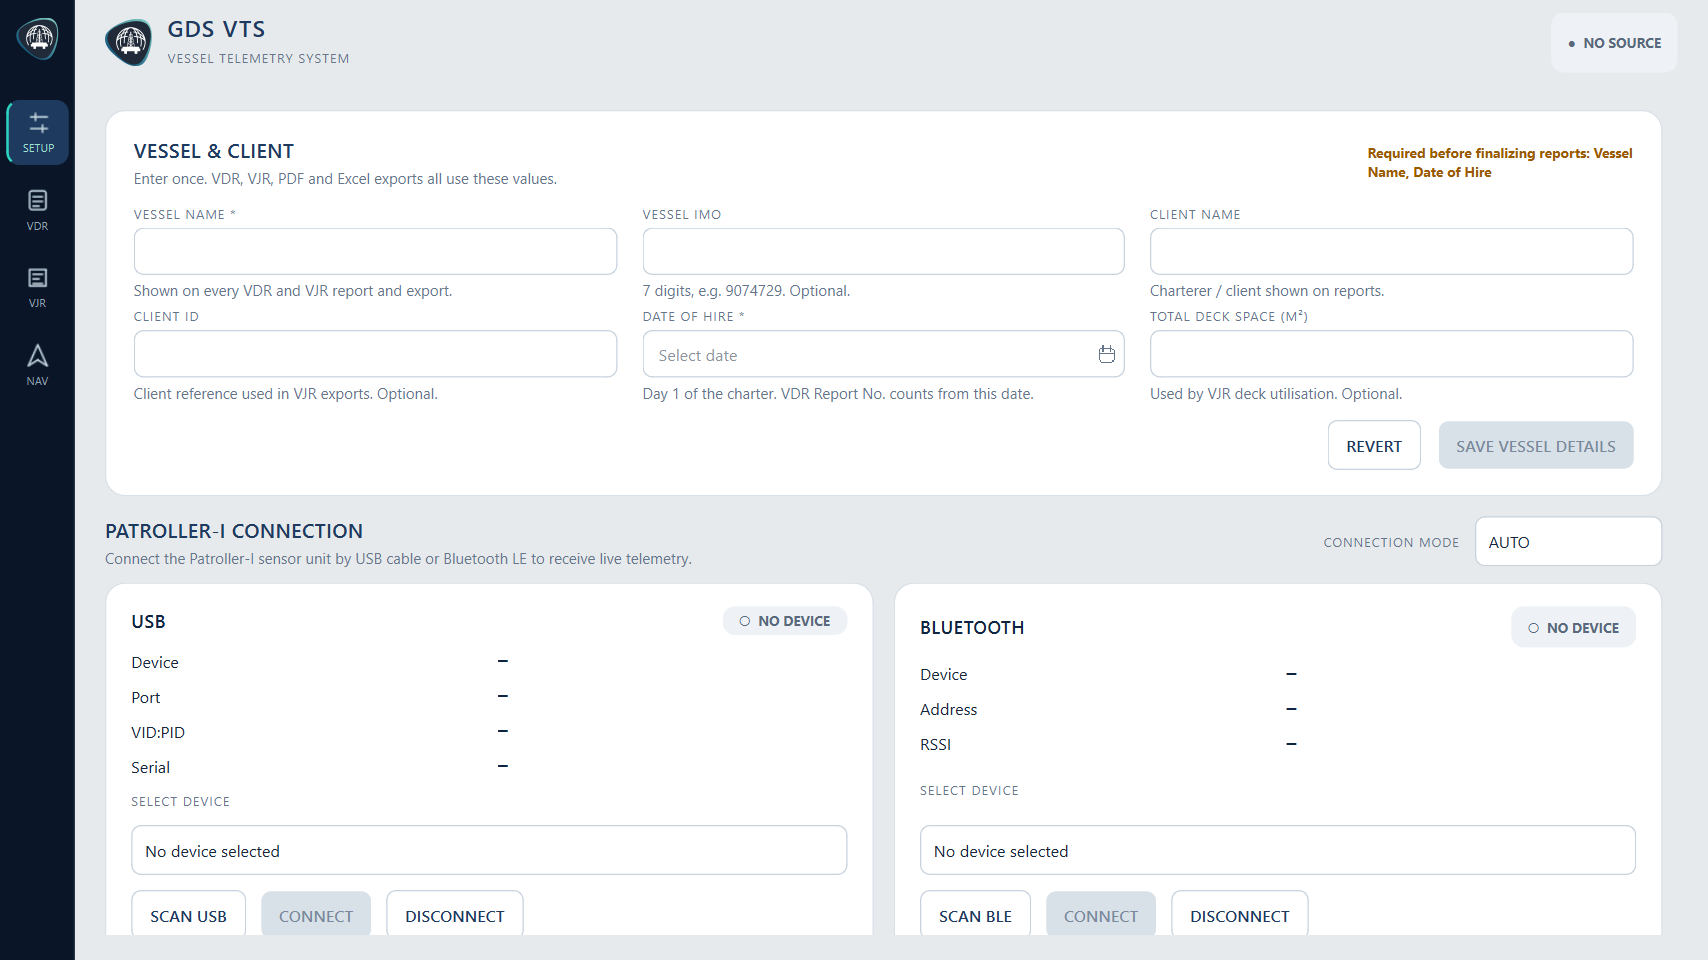 GDS VTS
VESSEL TELEMETRY SYSTEM
NO SOURCE
SETUP
VDR
VJR
NAV
VESSEL & CLIENT
Enter once. VDR, VJR, PDF and Excel exports all use these values.
Required before finalizing reports: Vessel
Name, Date of Hire
VESSEL NAME *
VESSEL IMO
CLIENT NAME
Shown on every VDR and VJR report and export.
7 digits, e.g. 9074729. Optional.
Charterer / client shown on reports.
CLIENT ID
DATE OF HIRE *
TOTAL DECK SPACE (M²)
Select date
Client reference used in VJR exports. Optional.
Day 1 of the charter. VDR Report No. counts from this date.
Used by VJR deck utilisation. Optional.
REVERT
SAVE VESSEL DETAILS
PATROLLER-I CONNECTION
Connect the Patroller-I sensor unit by USB cable or Bluetooth LE to receive live telemetry.
CONNECTION MODE
AUTO
USB
NO DEVICE
Device –
Port –
VID:PID –
Serial –
SELECT DEVICE
No device selected
SCAN USB
CONNECT
DISCONNECT
BLUETOOTH
NO DEVICE
Device –
Address –
RSSI –
SELECT DEVICE
No device selected
SCAN BLE
CONNECT
DISCONNECT